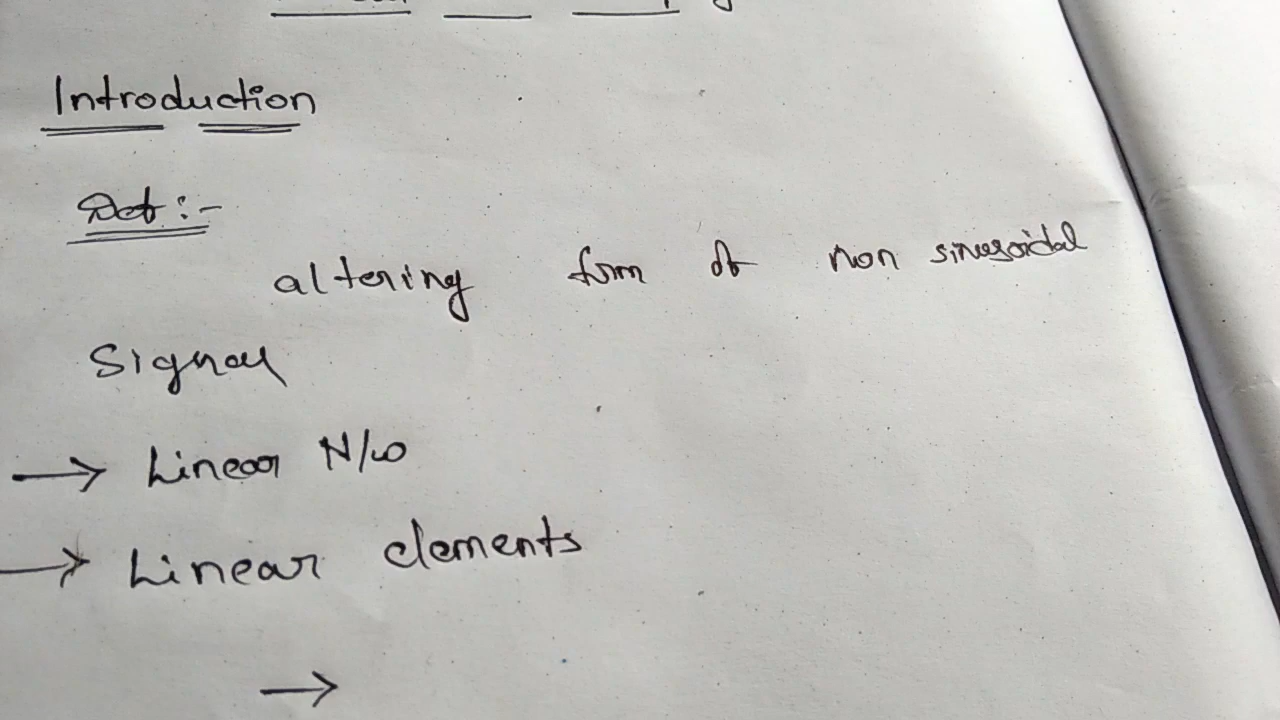 Introduction
Def :-
altering form of non sinusoidal
Signal
→ Linear N/w
→ Linear elements
→